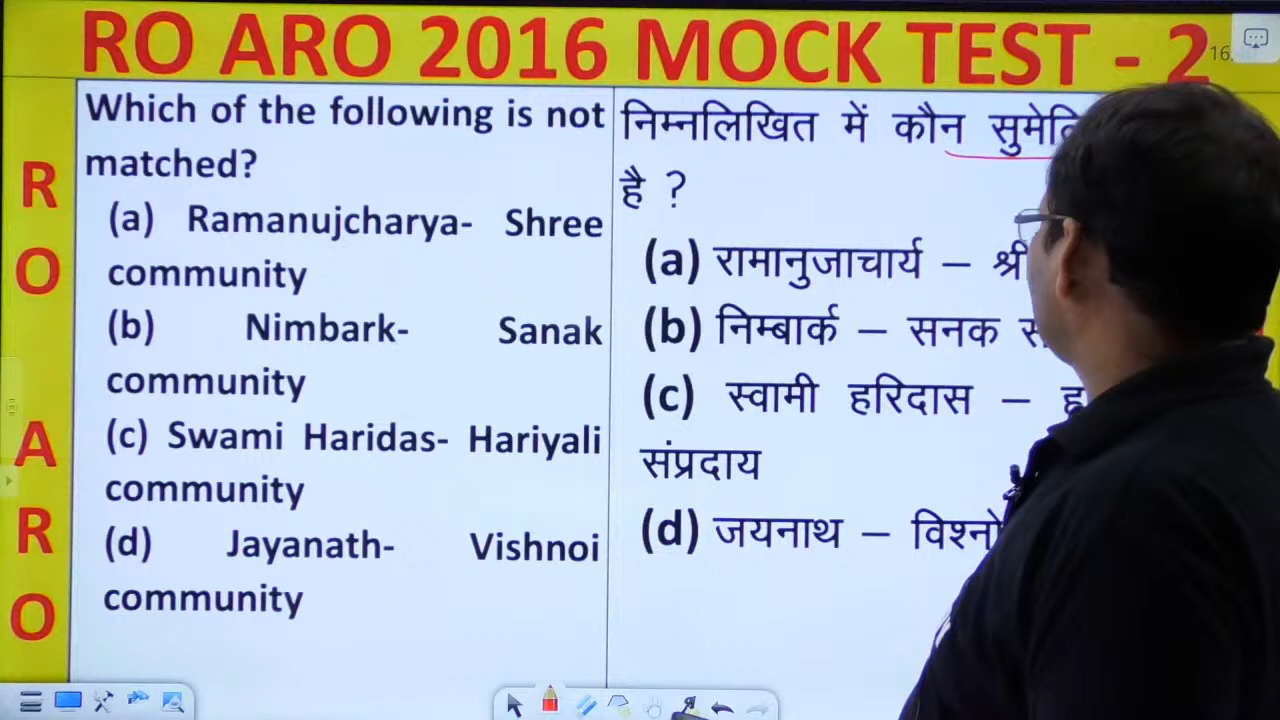 RO ARO 2016 MOCK TEST - 2
16
R
O
A
R
O
Which of the following is not
matched?
(a) Ramanujcharya- Shree
community
(b) Nimbark- Sanak
community
(c) Swami Haridas- Hariyali
community
(d) Jayanath- Vishnoi
community
निम्नलिखित में कौन
है ?
(a) रामानुजाचार्य – श्री
(b) निम्बार्क – सनक
(c) स्वामी हरिदास –
संप्रदाय
(d) जयनाथ –